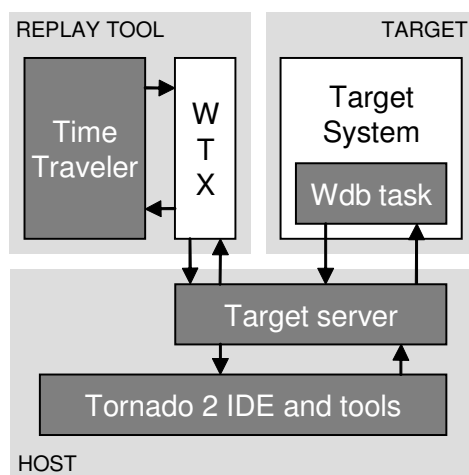 REPLAY TOOL
TARGET
Time
Traveler
W
T
X
Target
System
Wdb task
Target server
Tornado 2 IDE and tools
HOST